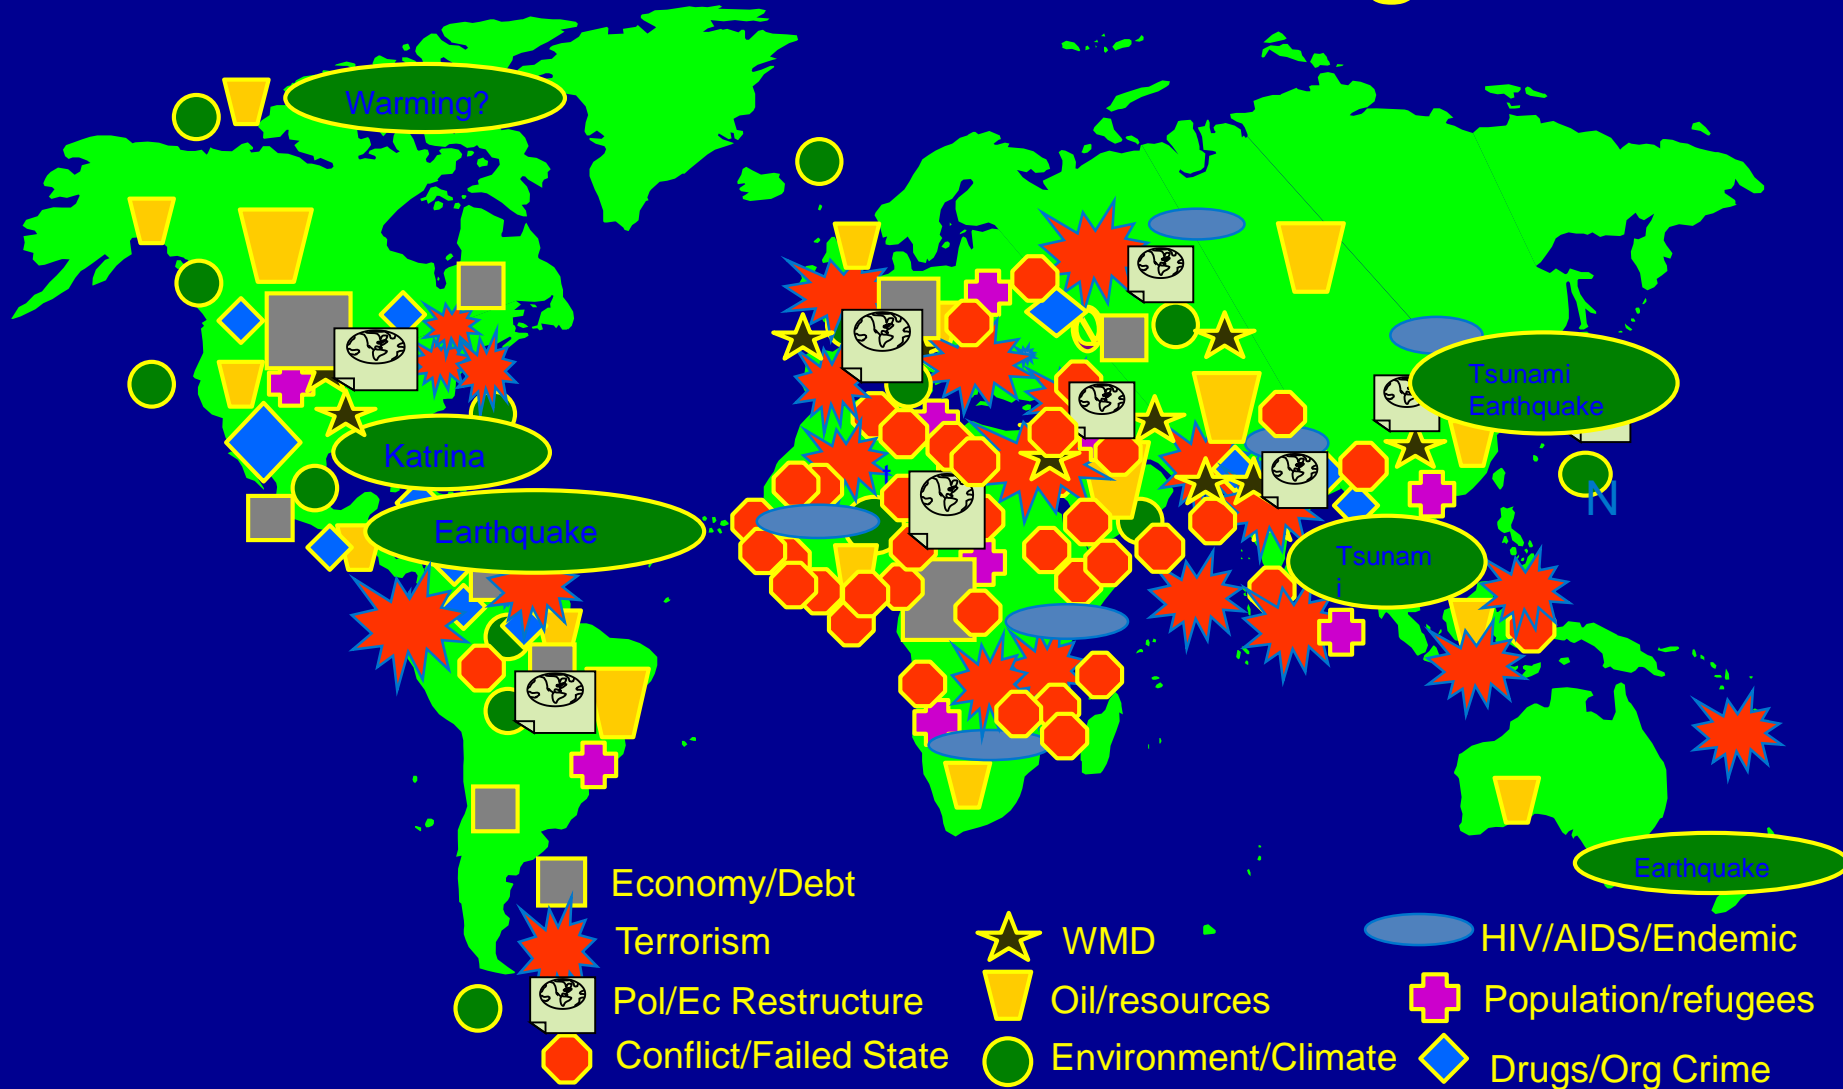 Warming?
Tsunami
Earthquake
Katrina
N
Earthquake
Tsunam
i
Earthquake
Economy/Debt
Terrorism
WMD
HIV/AIDS/Endemic
Pol/Ec Restructure
Oil/resources
Population/refugees
Conflict/Failed State
Environment/Climate
Drugs/Org Crime